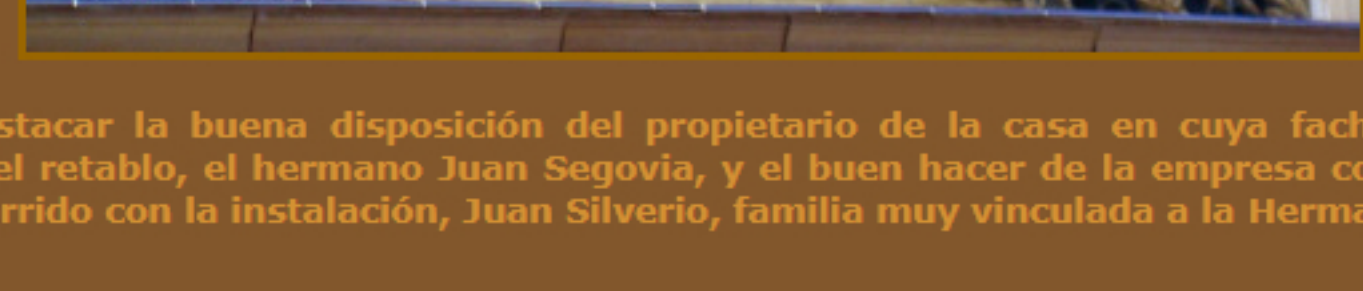 stacar la buena disposición del propietario de la casa en cuya fach
el retablo, el hermano Juan Segovia, y el buen hacer de la empresa co
rrido con la instalación, Juan Silverio, familia muy vinculada a la Herma